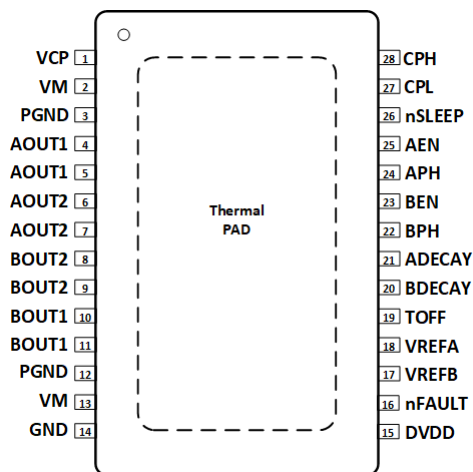 VCP 1
VM 2
PGND 3
AOUT1 4
AOUT1 5
AOUT2 6
AOUT2 7
BOUT2 8
BOUT2 9
BOUT1 10
BOUT1 11
PGND 12
VM 13
GND 14
Thermal
PAD
28 CPH
27 CPL
26 nSLEEP
25 AEN
24 APH
23 BEN
22 BPH
21 ADECAY
20 BDECAY
19 TOFF
18 VREFA
17 VREFB
16 nFAULT
15 DVDD